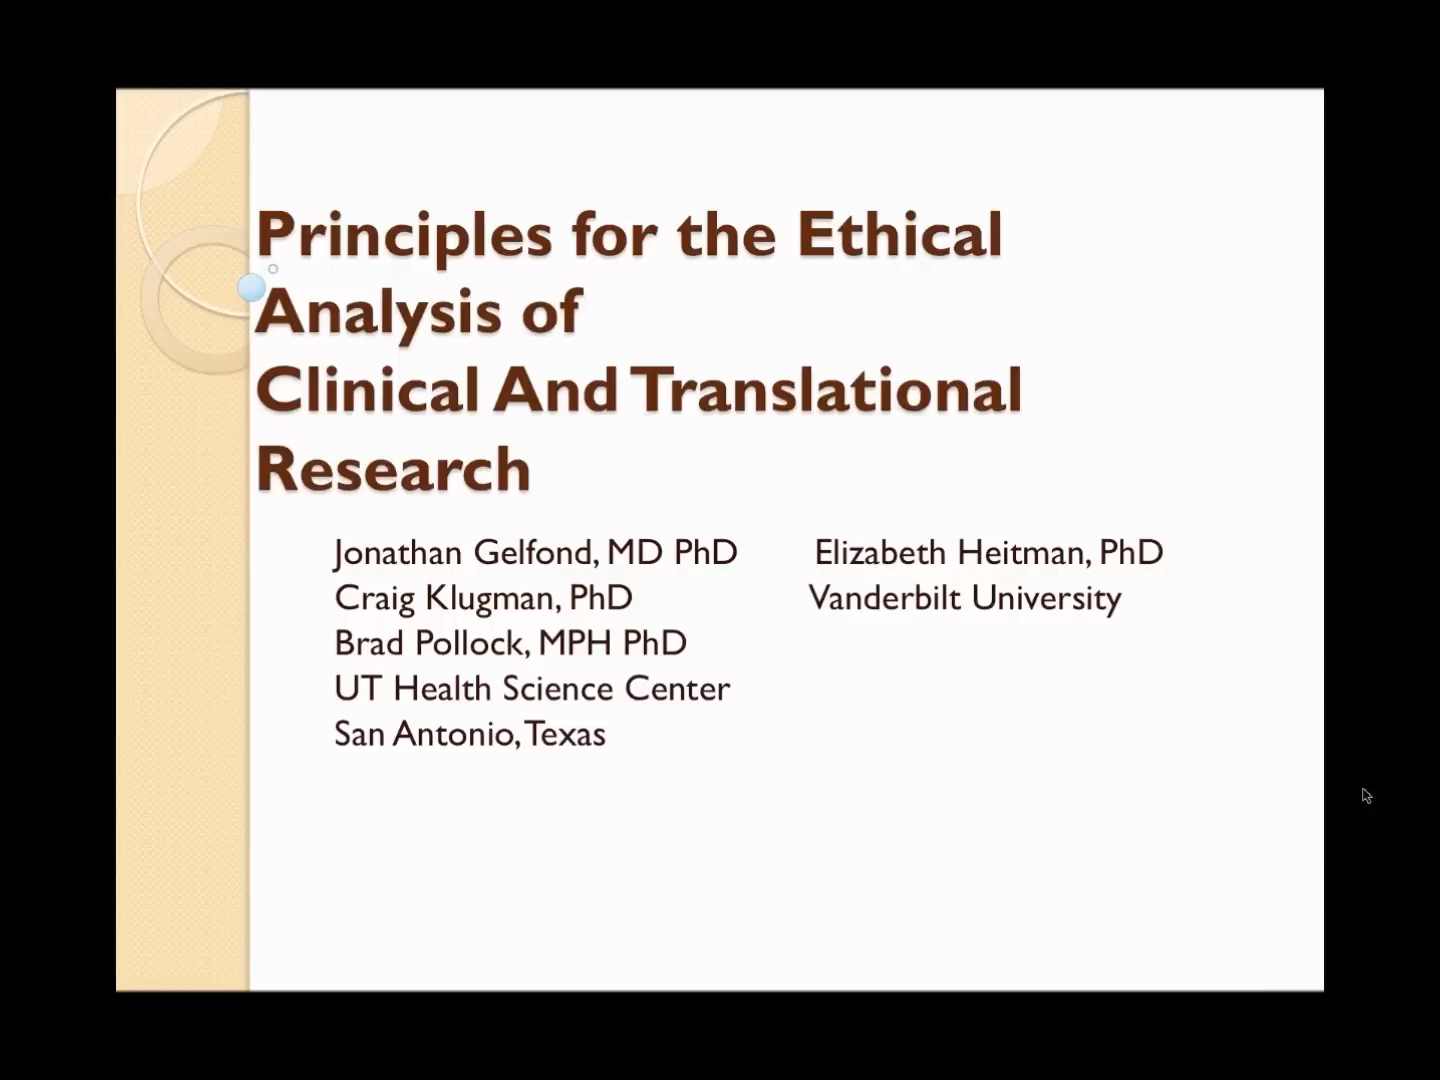 Principles for the Ethical
Analysis of
Clinical And Translational
Research
Jonathan Gelfond, MD PhD
Craig Klugman, PhD
Brad Pollock, MPH PhD
UT Health Science Center
San Antonio, Texas
Elizabeth Heitman, PhD
Vanderbilt University